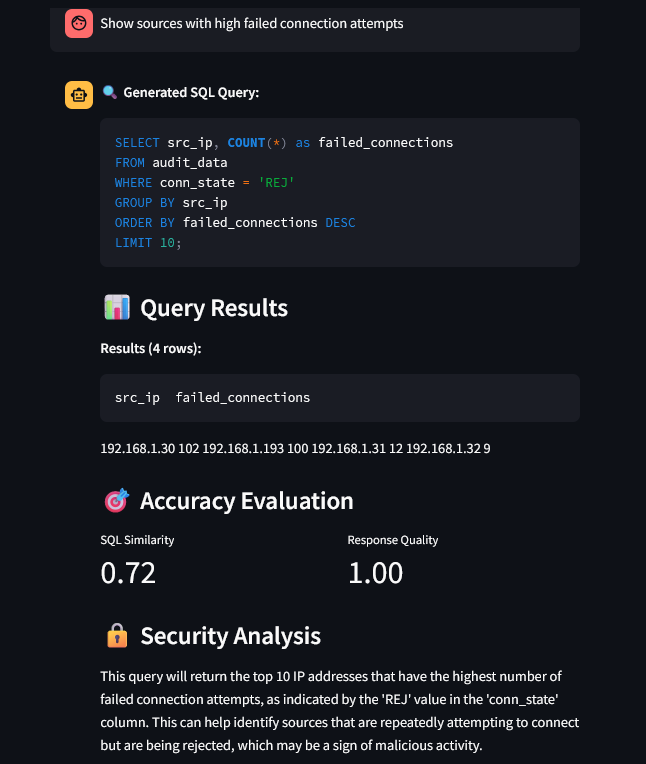 Show sources with high failed connection attempts
Generated SQL Query:
SELECT src_ip, COUNT(*) as failed_connections
FROM audit_data
WHERE conn_state = 'REJ'
GROUP BY src_ip
ORDER BY failed_connections DESC
LIMIT 10;
Query Results
Results (4 rows):
src_ip  failed_connections
192.168.1.30 102 192.168.1.193 100 192.168.1.31 12 192.168.1.32 9
Accuracy Evaluation
SQL Similarity
Response Quality
0.72
1.00
Security Analysis
This query will return the top 10 IP addresses that have the highest number of
failed connection attempts, as indicated by the 'REJ' value in the 'conn_state'
column. This can help identify sources that are repeatedly attempting to connect
but are being rejected, which may be a sign of malicious activity.